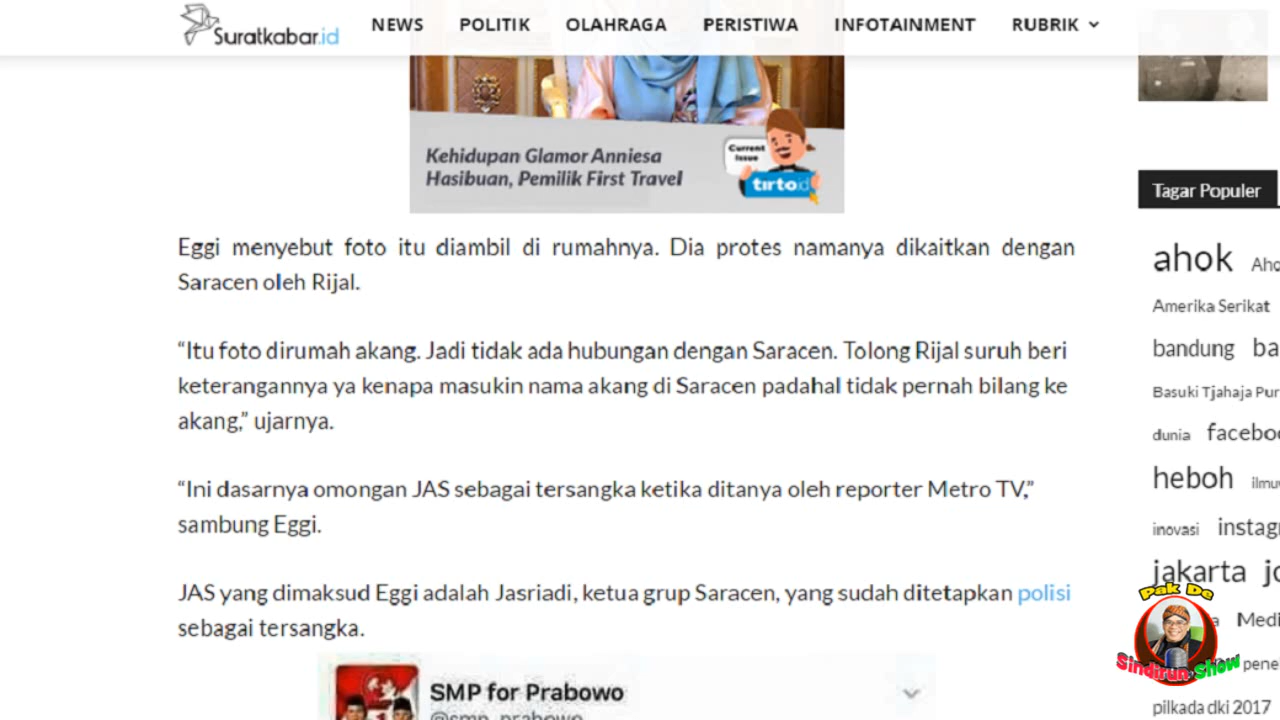 Suratkabar.id
NEWS POLITIK OLAHRAGA PERISTIWA INFOTAINMENT RUBRIK
Kehidupan Glamor Anniesa
Hasibuan, Pemilik First Travel
Current
Issue
tirto.id
Eggi menyebut foto itu diambil di rumahnya. Dia protes namanya dikaitkan dengan
Saracen oleh Rijal.
“Itu foto dirumah akang. Jadi tidak ada hubungan dengan Saracen. Tolong Rijal suruh beri
keterangannya ya kenapa masukin nama akang di Saracen padahal tidak pernah bilang ke
akang,” ujarnya.
“Ini dasarnya omongan JAS sebagai tersangka ketika ditanya oleh reporter Metro TV,”
sambung Eggi.
JAS yang dimaksud Eggi adalah Jasriadi, ketua grup Saracen, yang sudah ditetapkan polisi
sebagai tersangka.
SMP for Prabowo
@smp_prabowo
Tagar Populer
ahok Aho
Amerika Serikat
bandung ba
Basuki Tjahaja Pur
dunia facebo
heboh ilmu
inovasi instag
jakarta jo
Medi
pene
pilkada dki 2017
Pak De
Sindirun Show